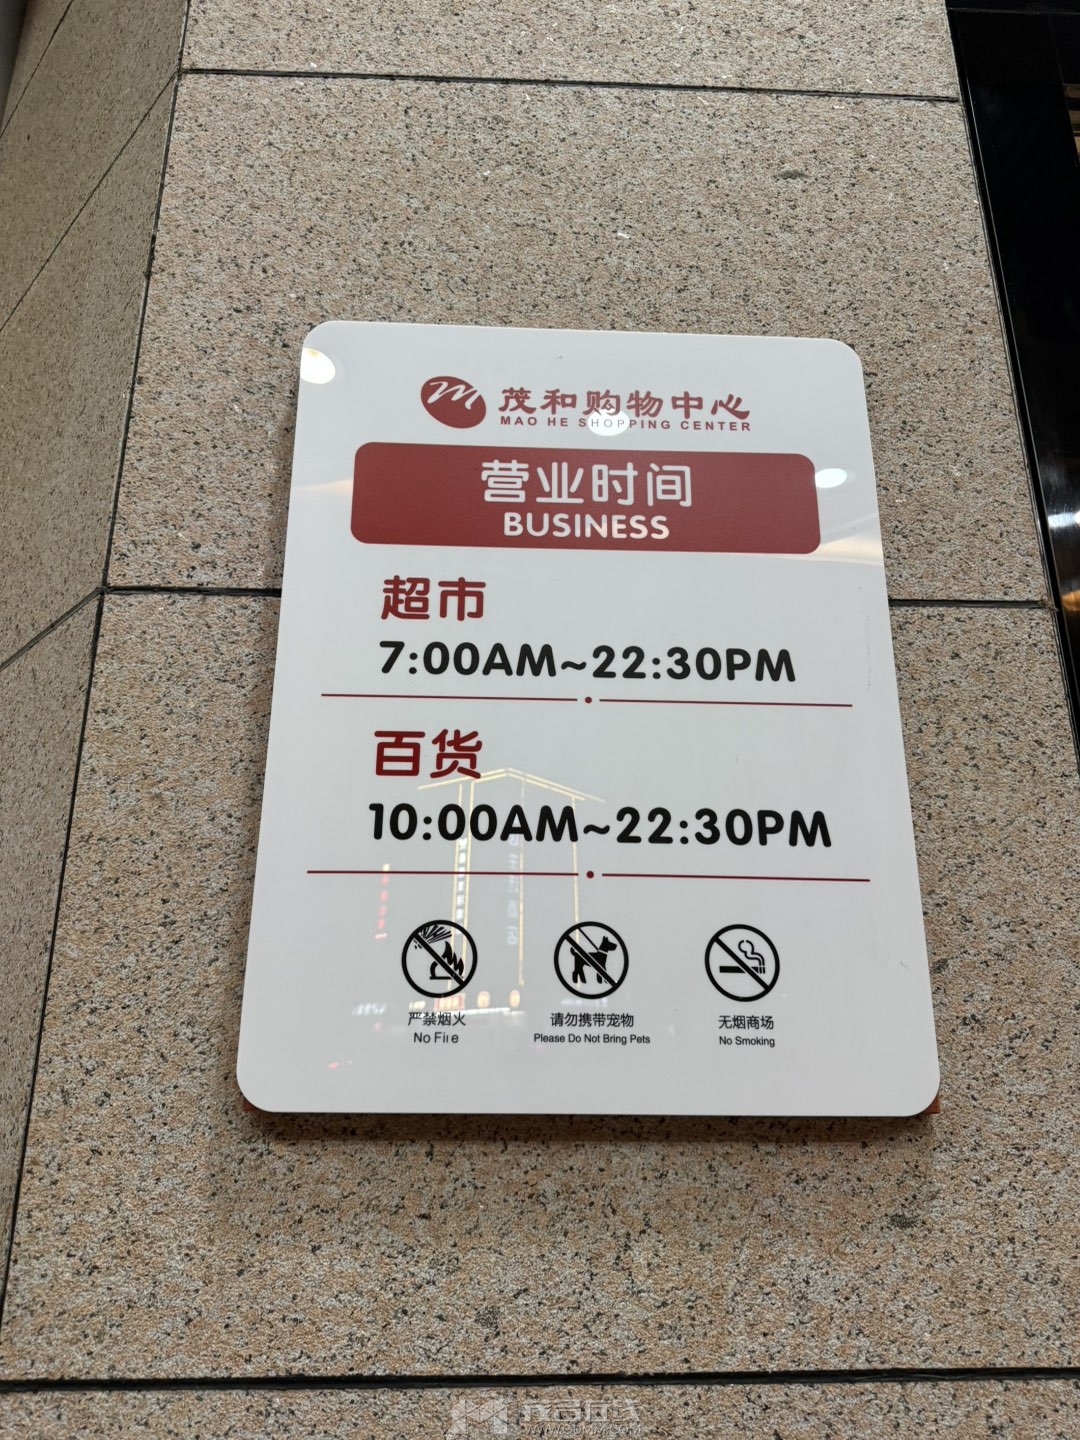 茂和购物中心
MAO HE SHOPPING CENTER
营业时间
BUSINESS
超市
7:00AM~22:30PM
百货
10:00AM~22:30PM
严禁烟火
No Fire
请勿携带宠物
Please Do Not Bring Pets
无烟商场
No Smoking